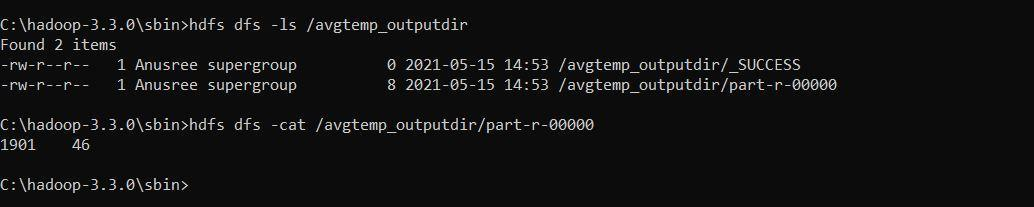 C:\hadoop-3.3.0\sbin>hdfs dfs -ls /avgtemp_outputdir
Found 2 items
-rw-r--r--   1 Anusree supergroup          0 2021-05-15 14:53 /avgtemp_outputdir/_SUCCESS
-rw-r--r--   1 Anusree supergroup          8 2021-05-15 14:53 /avgtemp_outputdir/part-r-00000
C:\hadoop-3.3.0\sbin>hdfs dfs -cat /avgtemp_outputdir/part-r-00000
1901    46
C:\hadoop-3.3.0\sbin>